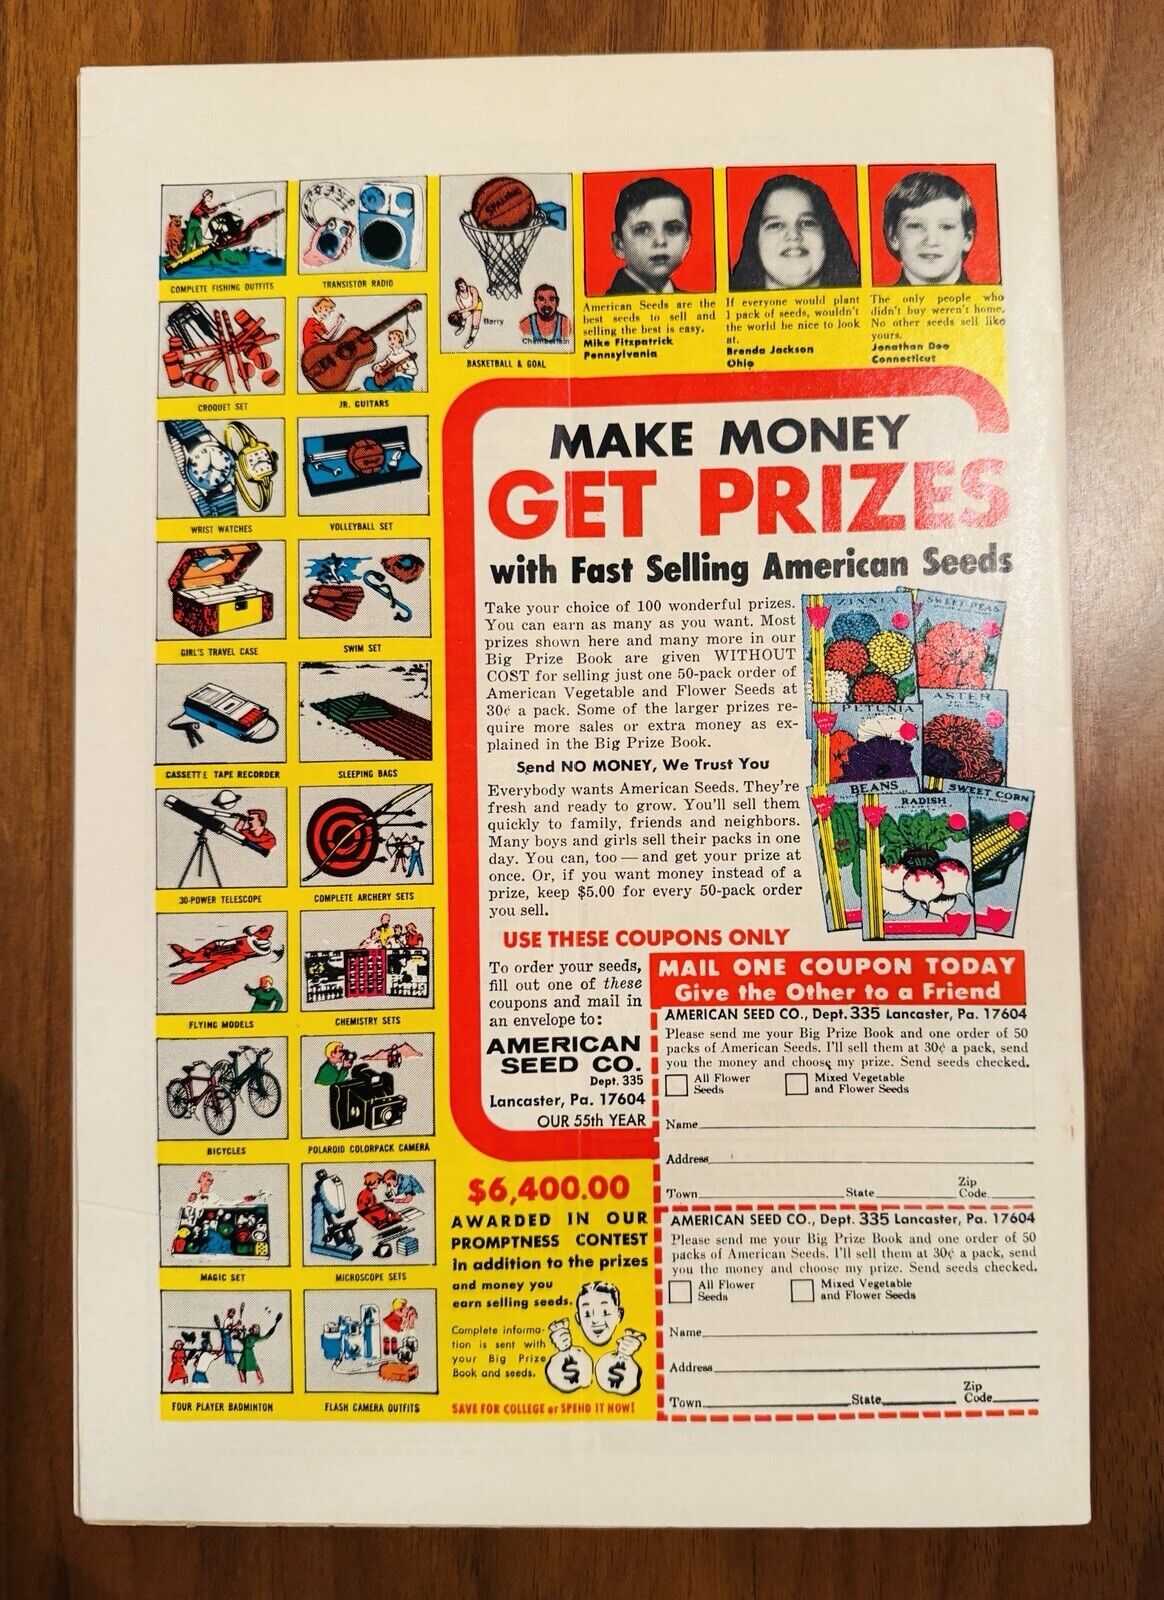 COMPLETE FISHING OUTFITS
TRANSISTOR RADIO
SPALDING
Barry
Chamberlain
BASKETBALL & GOAL
American Seeds are the
best seeds to sell and
selling the best is easy.
Mike Fitzpatrick
Pennsylvania
If everyone would plant
1 pack of seeds, wouldn't
the world be nice to look
at.
Brenda Jackson
Ohio
The only people who
didn't buy weren't home.
No other seeds sell like
yours.
Jonathan Dee
Connecticut
CROQUET SET
JR. GUITARS
WRIST WATCHES
VOLLEYBALL SET
GIRL'S TRAVEL CASE
SWIM SET
CASSETTE TAPE RECORDER
SLEEPING BAGS
30-POWER TELESCOPE
COMPLETE ARCHERY SETS
FLYING MODELS
CHEMISTRY SETS
BICYCLES
POLAROID COLORPACK CAMERA
MAGIC SET
MICROSCOPE SETS
FOUR PLAYER BADMINTON
FLASH CAMERA OUTFITS
MAKE MONEY
GET PRIZES
with Fast Selling American Seeds
Take your choice of 100 wonderful prizes.
You can earn as many as you want. Most
prizes shown here and many more in our
Big Prize Book are given WITHOUT
COST for selling just one 50-pack order of
American Vegetable and Flower Seeds at
30¢ a pack. Some of the larger prizes re-
quire more sales or extra money as ex-
plained in the Big Prize Book.
Send NO MONEY, We Trust You
Everybody wants American Seeds. They're
fresh and ready to grow. You'll sell them
quickly to family, friends and neighbors.
Many boys and girls sell their packs in one
day. You can, too — and get your prize at
once. Or, if you want money instead of a
prize, keep $5.00 for every 50-pack order
you sell.
ZINNIA
SWEET PEAS
PETUNIA
ASTER
BEANS
RADISH
SWEET CORN
USE THESE COUPONS ONLY
To order your seeds,
fill out one of these
coupons and mail in
an envelope to:
AMERICAN
SEED CO.
Dept. 335
Lancaster, Pa. 17604
OUR 55th YEAR
MAIL ONE COUPON TODAY
Give the Other to a Friend
AMERICAN SEED CO., Dept. 335 Lancaster, Pa. 17604
Please send me your Big Prize Book and one order of 50
packs of American Seeds. I'll sell them at 30¢ a pack, send
you the money and choose my prize. Send seeds checked.
All Flower
Seeds
Mixed Vegetable
and Flower Seeds
Name
Address
Town State Zip
Code
AMERICAN SEED CO., Dept. 335 Lancaster, Pa. 17604
Please send me your Big Prize Book and one order of 50
packs of American Seeds. I'll sell them at 30¢ a pack, send
you the money and choose my prize. Send seeds checked.
All Flower
Seeds
Mixed Vegetable
and Flower Seeds
Name
Address
Town State Zip
Code
$6,400.00
AWARDED IN OUR
PROMPTNESS CONTEST
in addition to the prizes
and money you
earn selling seeds.
Complete informa-
tion is sent with
your Big Prize
Book and seeds.
$ $
SAVE FOR COLLEGE or SPEND IT NOW!